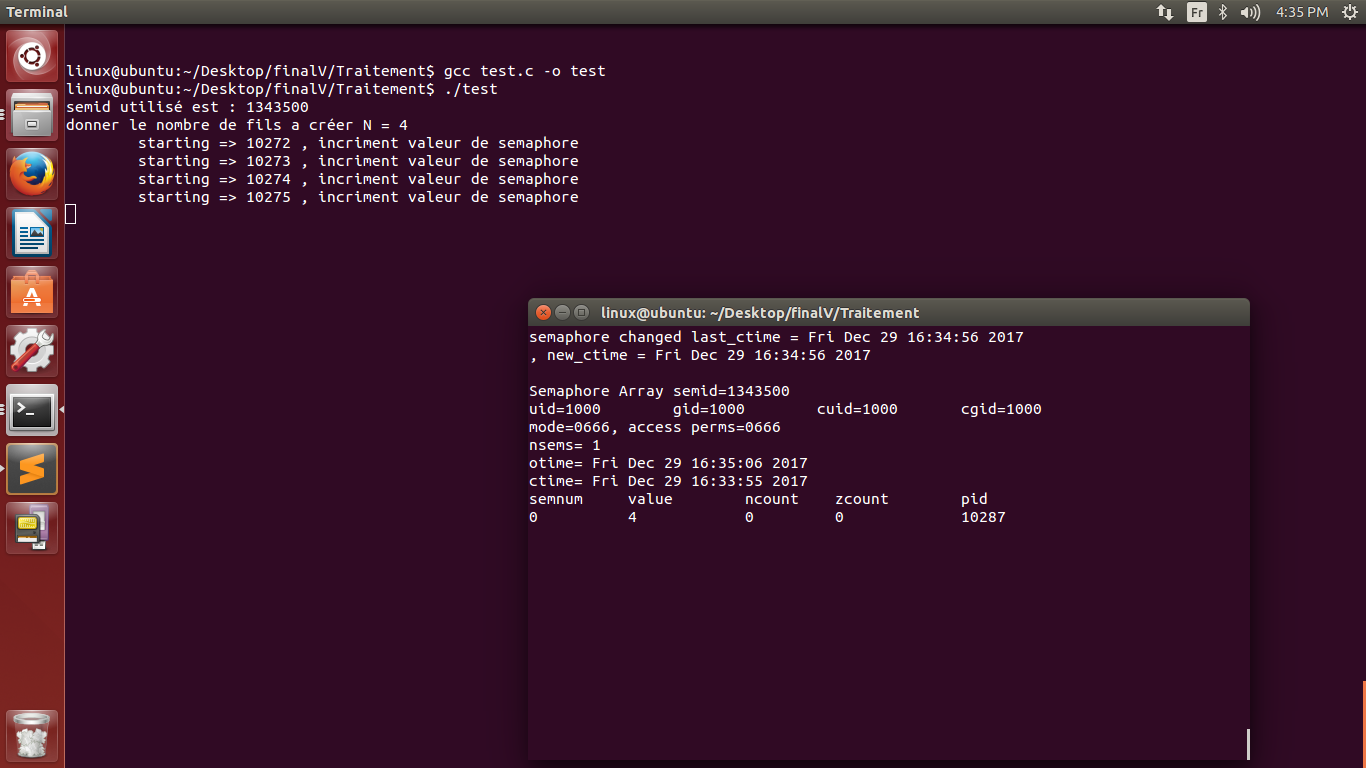 Terminal
Fr
4:35 PM
linux@ubuntu:~/Desktop/finalV/Traitement$ gcc test.c -o test
linux@ubuntu:~/Desktop/finalV/Traitement$ ./test
semid utilisé est : 1343500
donner le nombre de fils a créer N = 4
starting => 10272 , incriment valeur de semaphore
starting => 10273 , incriment valeur de semaphore
starting => 10274 , incriment valeur de semaphore
starting => 10275 , incriment valeur de semaphore
linux@ubuntu: ~/Desktop/finalV/Traitement
semaphore changed last_ctime = Fri Dec 29 16:34:56 2017
, new_ctime = Fri Dec 29 16:34:56 2017
Semaphore Array semid=1343500
uid=1000 gid=1000 cuid=1000 cgid=1000
mode=0666, access perms=0666
nsems= 1
otime= Fri Dec 29 16:35:06 2017
ctime= Fri Dec 29 16:33:55 2017
semnum value ncount zcount pid
0 4 0 0 10287